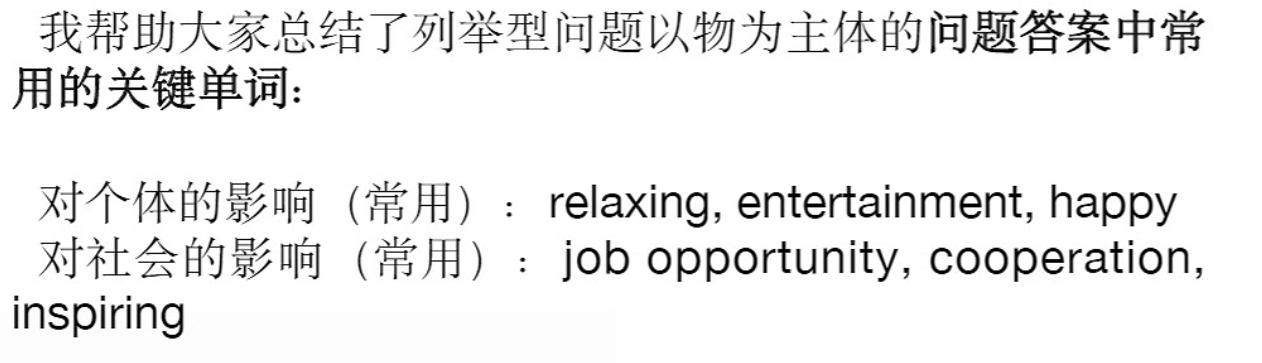 我帮助大家总结了列举型问题以物为主体的问题答案中常
用的关键单词：
对个体的影响（常用）： relaxing, entertainment, happy
对社会的影响（常用）： job opportunity, cooperation,
inspiring